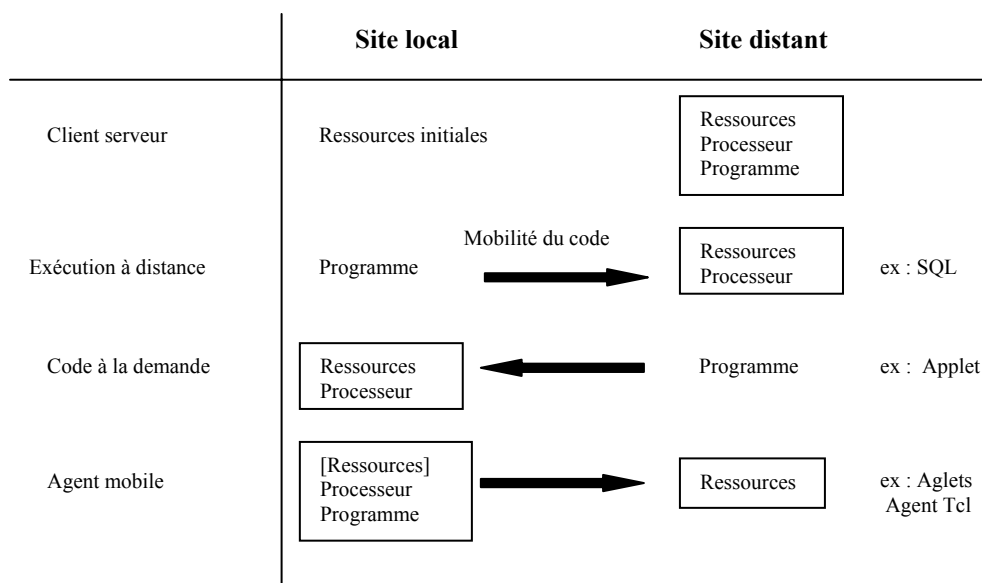 Site local
Site distant
Client serveur
Ressources initiales
Ressources
Processeur
Programme
Mobilité du code
Exécution à distance
Programme
Ressources
Processeur
ex : SQL
Code à la demande
Ressources
Processeur
Programme
ex : Applet
Agent mobile
[Ressources]
Processeur
Programme
Ressources
ex : Aglets
Agent Tcl